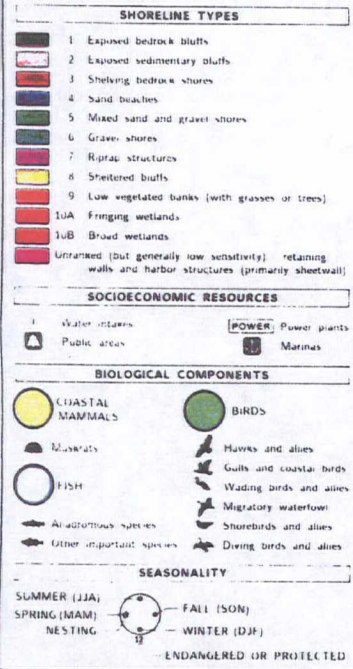 SHORELINE TYPES
1 Exposed bedrock bluffs
2 Exposed sedimentary bluffs
3 Shelving bedrock shores
4 Sand beaches
5 Mixed sand and gravel shores
6 Gravel shores
7 Riprap structures
8 Sheltered bluffs
9 Low vegetated banks (with grasses or trees)
10A Fringing wetlands
10B Broad wetlands
Unranked (but generally low sensitivity) retaining
walls and harbor structures (primarily sheetwall)
SOCIOECONOMIC RESOURCES
Water intakes
POWER Power plants
Public areas
Marinas
BIOLOGICAL COMPONENTS
COASTAL
MAMMALS
BIRDS
Muskrats
Hawks and allies
Gulls and coastal birds
FISH
Wading birds and allies
Migratory waterfowl
Anadromous species
Shorebirds and allies
Other important species
Diving birds and allies
SEASONALITY
SUMMER (JJA)
FALL (SON)
SPRING (MAM)
NESTING
WINTER (DJF)
ENDANGERED OR PROTECTED